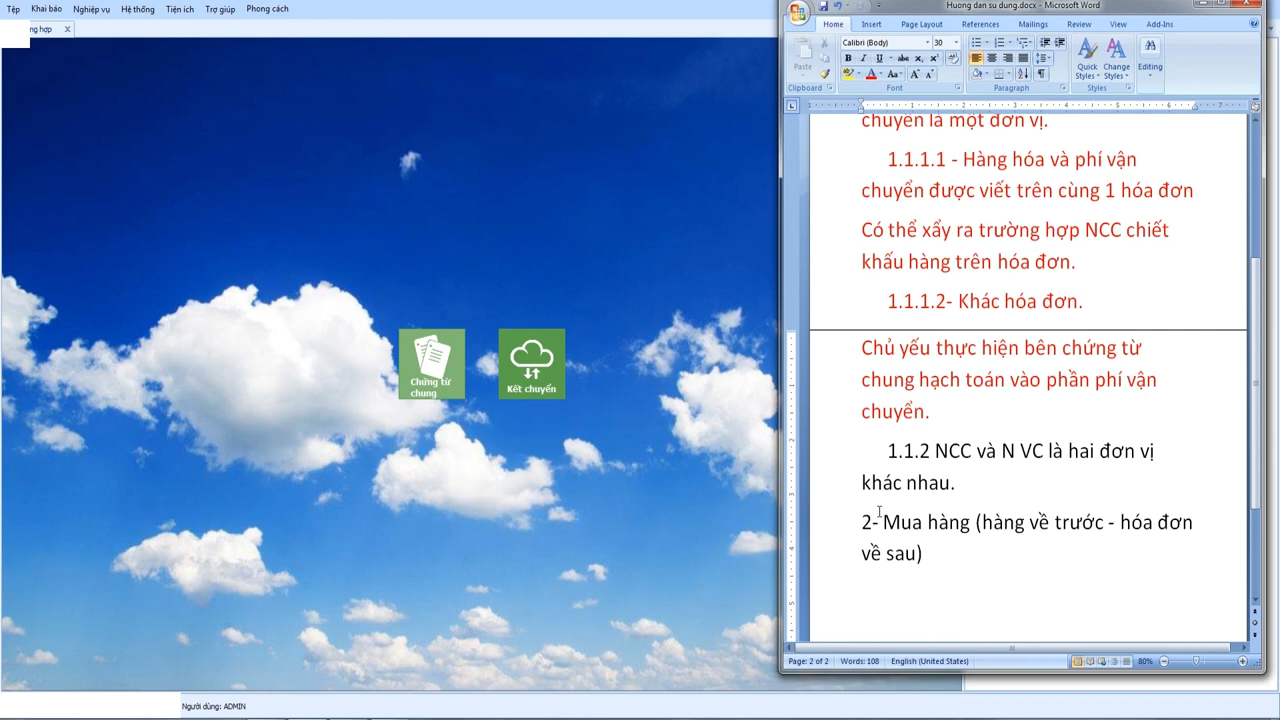 Tệp Khai báo Nghiệp vụ Hệ thống Tiện ích Trợ giúp Phong cách
hợp
Chứng từ
chung
Kết chuyển
Người dùng: ADMIN
Huong dan su dung.docx - Microsoft Word
Home Insert Page Layout References Mailings Review View Add-Ins
Paste
Calibri (Body) 30
Quick
Styles
Change
Styles
Editing
Clipboard Font Paragraph Styles
chuyển là một đơn vị.
1.1.1.1 - Hàng hóa và phí vận
chuyển được viết trên cùng 1 hóa đơn
Có thể xẩy ra trường hợp NCC chiết
khấu hàng trên hóa đơn.
1.1.1.2- Khác hóa đơn.
Chủ yếu thực hiện bên chứng từ
chung hạch toán vào phần phí vận
chuyển.
1.1.2 NCC và N VC là hai đơn vị
khác nhau.
2- Mua hàng (hàng về trước - hóa đơn
về sau)
Page: 2 of 2 Words: 108 English (United States) 80%